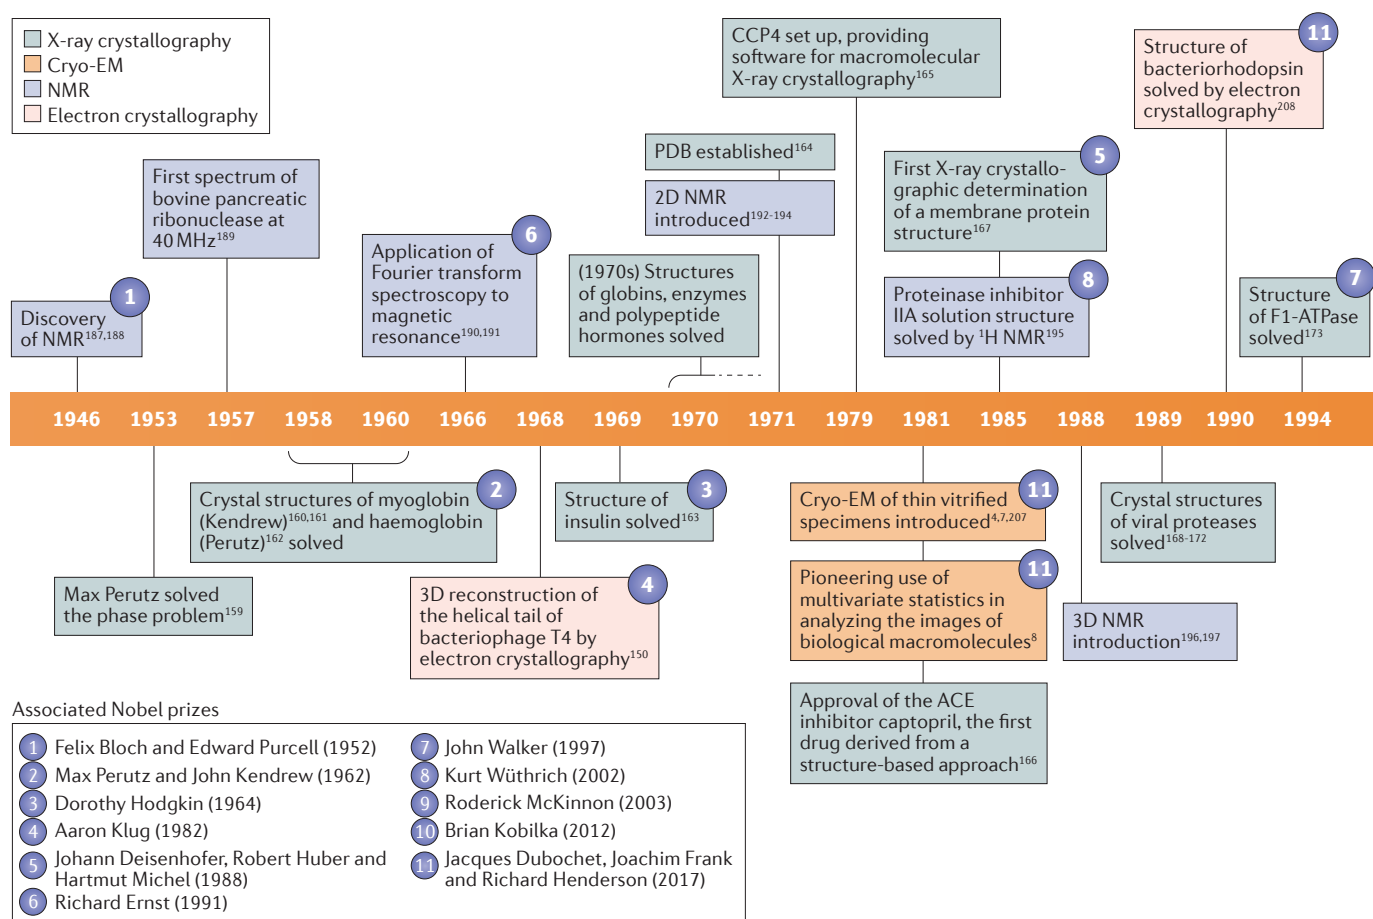 X-ray crystallography
Cryo-EM
NMR
Electron crystallography
Discovery
of NMR187,188
1
First spectrum of
bovine pancreatic
ribonuclease at
40 MHz189
Application of
Fourier transform
spectroscopy to
magnetic
resonance190,191
6
(1970s) Structures
of globins, enzymes
and polypeptide
hormones solved
PDB established164
2D NMR
introduced192-194
CCP4 set up, providing
software for macromolecular
X-ray crystallography165
First X-ray crystallo-
graphic determination
of a membrane protein
structure167
5
Proteinase inhibitor
IIA solution structure
solved by 1H NMR195
8
Structure of
bacteriorhodopsin
solved by electron
crystallography208
11
Structure
of F1-ATPase
solved173
7
1946 1953 1957 1958 1960 1966 1968 1969 1970 1971 1979 1981 1985 1988 1989 1990 1994
Max Perutz solved
the phase problem159
Crystal structures of myoglobin
(Kendrew)160,161 and haemoglobin
(Perutz)162 solved
2
3D reconstruction of
the helical tail of
bacteriophage T4 by
electron crystallography150
4
Structure of
insulin solved163
3
Cryo-EM of thin vitrified
specimens introduced4,7,207
11
Pioneering use of
multivariate statistics in
analyzing the images of
biological macromolecules8
11
Approval of the ACE
inhibitor captopril, the first
drug derived from a
structure-based approach166
3D NMR
introduction196,197
Crystal structures
of viral proteases
solved168-172
Associated Nobel prizes
1 Felix Bloch and Edward Purcell (1952)
2 Max Perutz and John Kendrew (1962)
3 Dorothy Hodgkin (1964)
4 Aaron Klug (1982)
5 Johann Deisenhofer, Robert Huber and
Hartmut Michel (1988)
6 Richard Ernst (1991)
7 John Walker (1997)
8 Kurt Wüthrich (2002)
9 Roderick McKinnon (2003)
10 Brian Kobilka (2012)
11 Jacques Dubochet, Joachim Frank
and Richard Henderson (2017)